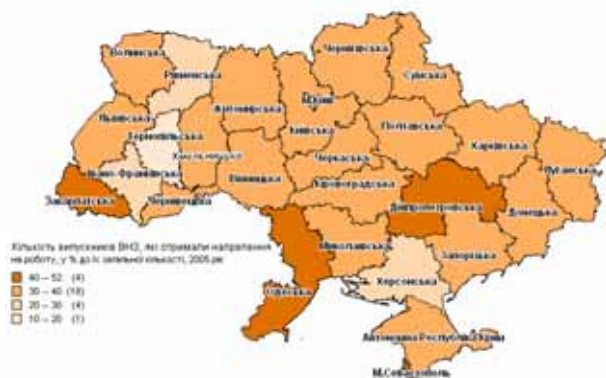 Чернігівська
Волинська
Рівненська
Сумська
Житомирська
М.Київ
Львівська
Київська
Полтавська
Тернопільська
Хмельницька
Харківська
Черкаська
Івано-Франківська
Вінницька
Луганська
Кіровоградська
Закарпатська
Чернівецька
Дніпропетровська
Донецька
Миколаївська
Запорізька
Одеська
Херсонська
Автономна Республіка Крим
М.Севастополь
Кількість випускників ВНЗ, які отримали направлення
на роботу, у % до їх загальної кількості, 2005 рік
40 – 52 (4)
30 – 40 (18)
20 – 30 (4)
10 – 20 (1)